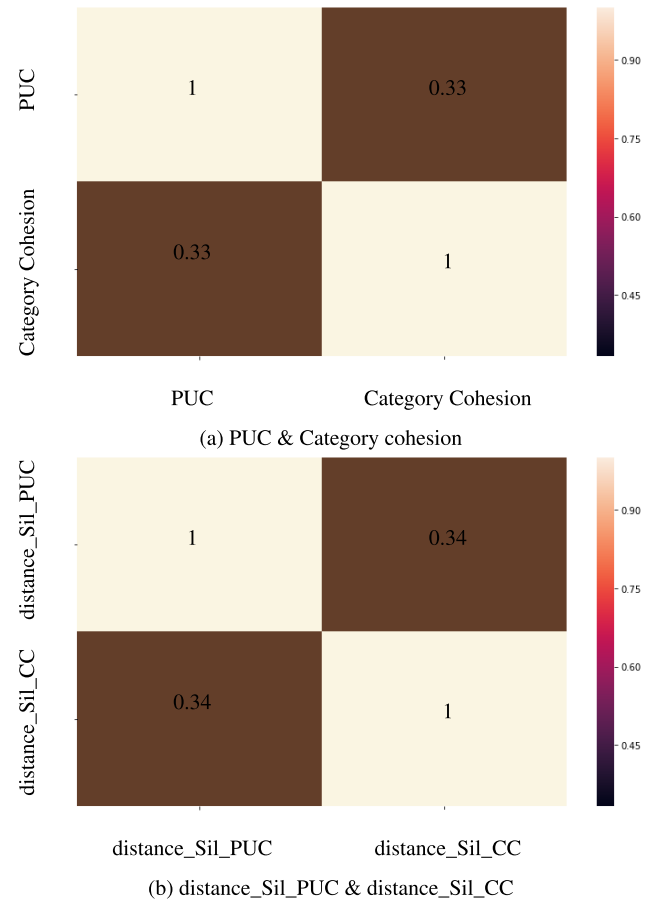 PUC
1
0.33
0.90
0.75
0.60
0.45
Category Cohesion
0.33
1
PUC
Category Cohesion
(a) PUC & Category cohesion
distance_Sil_PUC
1
0.34
0.90
0.75
0.60
0.45
distance_Sil_CC
0.34
1
distance_Sil_PUC
distance_Sil_CC
(b) distance_Sil_PUC & distance_Sil_CC